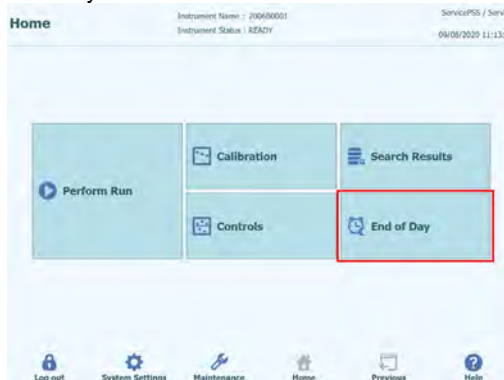 Home
Instrument Name : 200680001
Instrument Status : READY
ServicePSS / Serv
09/08/2020 11:13:
Perform Run
Calibration
Search Results
Controls
End of Day
Log out
System Settings
Maintenance
Home
Previous
Help